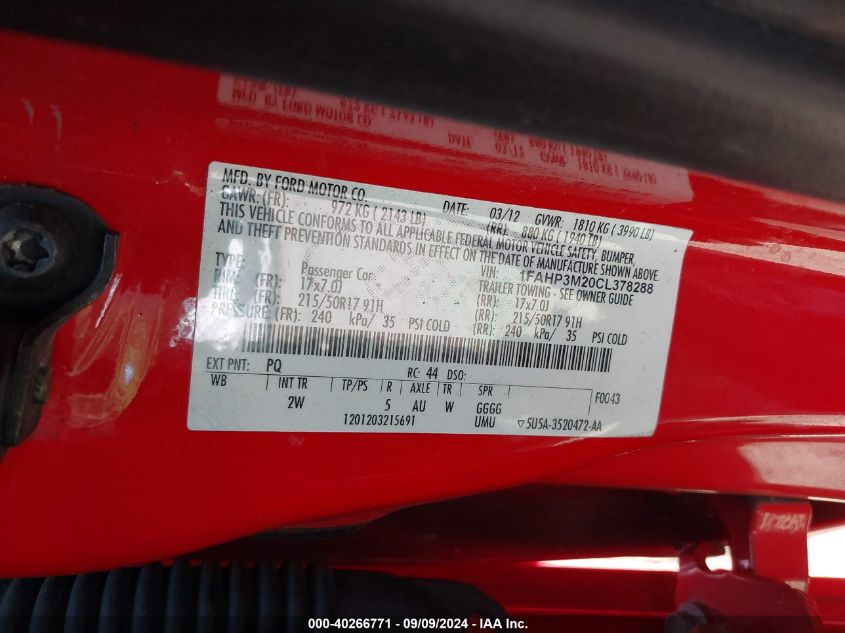 MFD. BY FORD MOTOR CO.
DATE: 03/12 GVWR: 1810 KG ( 3990 LB)
GAWR: (FR): 972 KG ( 2143 LB) (RR): 880 KG ( 1940 LB)
THIS VEHICLE CONFORMS TO ALL APPLICABLE FEDERAL MOTOR VEHICLE SAFETY, BUMPER,
AND THEFT PREVENTION STANDARDS IN EFFECT ON THE DATE OF MANUFACTURE SHOWN ABOVE.
VIN: 1FAHP3M20CL378288
TYPE: Passenger Car TRAILER TOWING - SEE OWNER GUIDE
(FR): 17x7.0J (RR): 17x7.0J
(FR): 215/50R17 91H (RR): 215/50R17 91H
PRESSURE: (FR): 240 kPa/ 35 PSI COLD (RR): 240 kPa/ 35 PSI COLD
EXT PNT: PQ RC: 44 DSO:
WB INT TR TP/PS R AXLE TR SPR F0043
2W 5 AU W GGGG
1201203215691 UMU ▽5U5A-3520472-AA
000-40266771 - 09/09/2024 - IAA Inc.